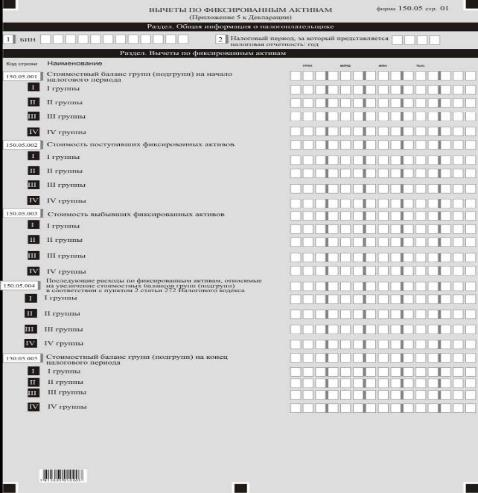 ВЫЧЕТЫ ПО ФИКСИРОВАННЫМ АКТИВАМ
форма 150.05 стр. 01
(Приложение 5 к Декларации)
Раздел. Общая информация о налогоплательщике
1 БИН
2 Налоговый период, за который представляется
налоговая отчетность: год
Раздел. Вычеты по фиксированным активам
Код строки Наименование
150.05.001 Стоимостный баланс групп (подгрупп) на начало
налогового периода
I I группы
II II группы
III III группы
IV IV группы
150.05.002 Стоимость поступивших фиксированных активов
I I группы
II II группы
III III группы
IV IV группы
150.05.003 Стоимость выбывших фиксированных активов
I I группы
II II группы
III III группы
IV IV группы
150.05.004 Последующие расходы по фиксированным активам, относимые
на увеличение стоимостных балансов групп (подгрупп)
в соответствии с пунктом 2 статьи 272 Налогового кодекса
I I группы
II II группы
III III группы
IV IV группы
150.05.005 Стоимостный баланс групп (подгрупп) на конец
налогового периода
I I группы
II II группы
III III группы
IV IV группы